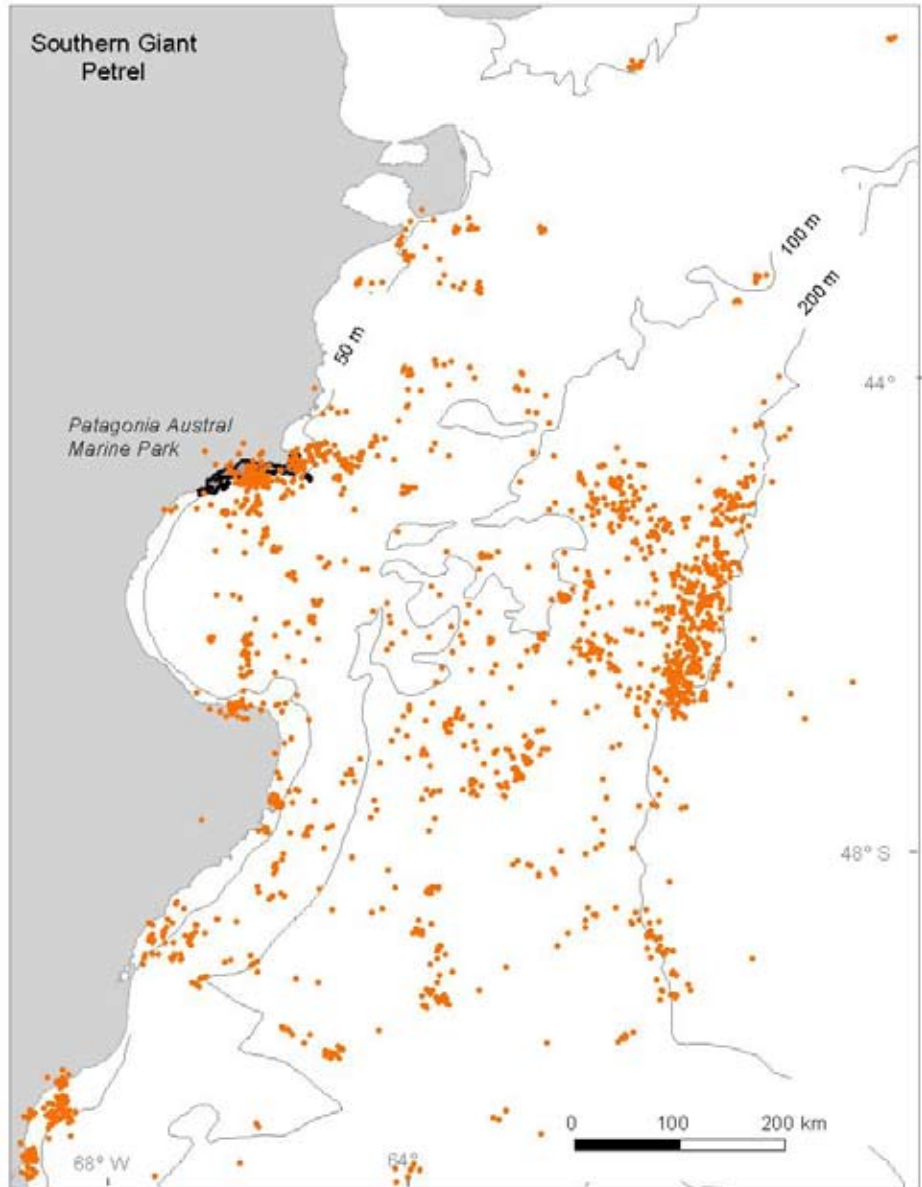 Southern Giant
Petrel
100 m
200 m
50 m
44°
Patagonia Austral
Marine Park
48° S
0 100 200 km
68° W
64°